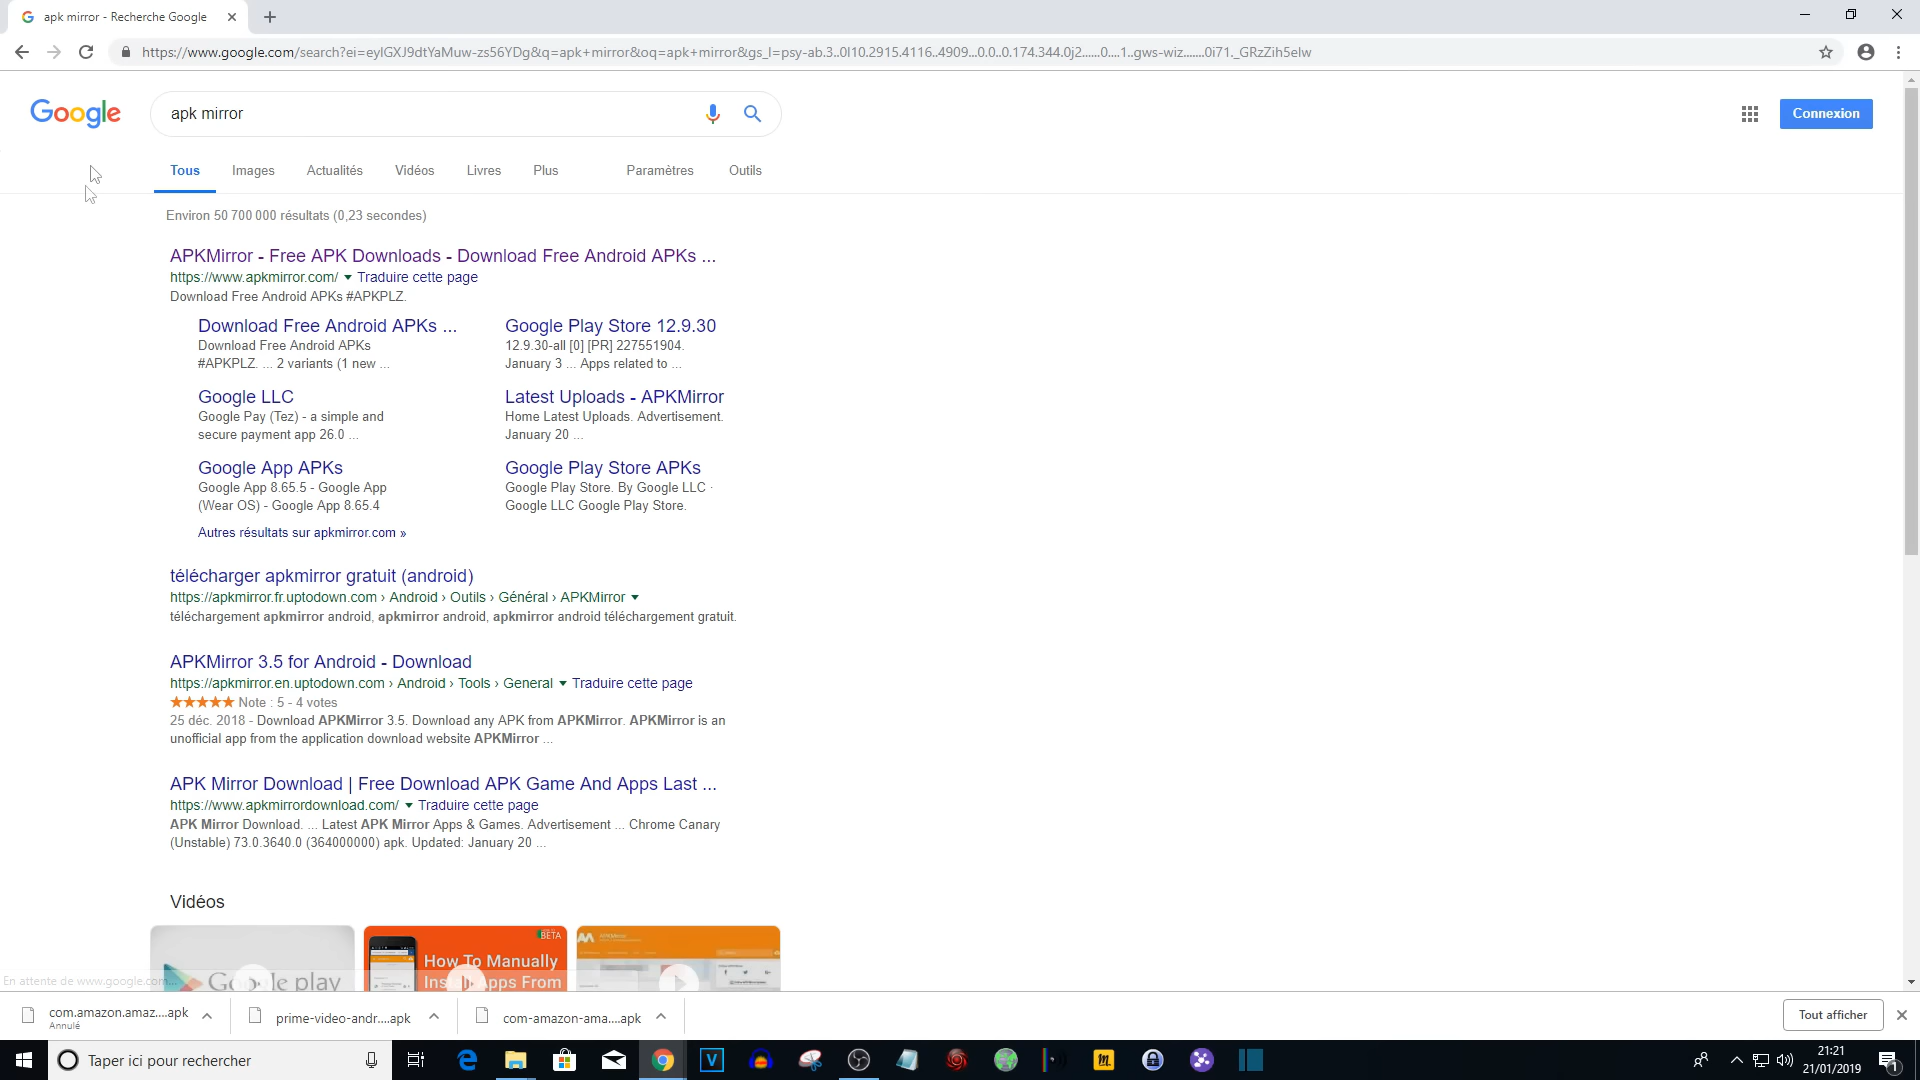 apk mirror - Recherche Google
https://www.google.com/search?ei=eylGXJ9dtYaMuw-zs56YDg&q=apk+mirror&oq=apk+mirror&gs_l=psy-ab.3..0l10.2915.4116..4909...0.0..0.174.344.0j2......0....1..gws-wiz.......0i71._GRzZih5elw
Google
apk mirror
Connexion
Tous Images Actualités Vidéos Livres Plus Paramètres Outils
Environ 50 700 000 résultats (0,23 secondes)
APKMirror - Free APK Downloads - Download Free Android APKs ...
https://www.apkmirror.com/ Traduire cette page
Download Free Android APKs #APKPLZ.
Download Free Android APKs ...
Download Free Android APKs
#APKPLZ. ... 2 variants (1 new ...
Google Play Store 12.9.30
12.9.30-all [0] [PR] 227551904.
January 3 ... Apps related to ...
Google LLC
Google Pay (Tez) - a simple and
secure payment app 26.0 ...
Latest Uploads - APKMirror
Home Latest Uploads. Advertisement.
January 20 ...
Google App APKs
Google App 8.65.5 - Google App
(Wear OS) - Google App 8.65.4
Google Play Store APKs
Google Play Store. By Google LLC ·
Google LLC Google Play Store.
Autres résultats sur apkmirror.com »
télécharger apkmirror gratuit (android)
https://apkmirror.fr.uptodown.com › Android › Outils › Général › APKMirror
téléchargement apkmirror android, apkmirror android, apkmirror android téléchargement gratuit.
APKMirror 3.5 for Android - Download
https://apkmirror.en.uptodown.com › Android › Tools › General Traduire cette page
Note : 5 - 4 votes
25 déc. 2018 - Download APKMirror 3.5. Download any APK from APKMirror. APKMirror is an
unofficial app from the application download website APKMirror ...
APK Mirror Download | Free Download APK Game And Apps Last ...
https://www.apkmirrordownload.com/ Traduire cette page
APK Mirror Download. ... Latest APK Mirror Apps & Games. Advertisement ... Chrome Canary
(Unstable) 73.0.3640.0 (364000000) apk. Updated: January 20 ...
Vidéos
Google play
BETA
How To Manually
Install Apps From
En attente de www.google.com...
com.amazon.amaz....apk
Annulé
prime-video-andr....apk
com-amazon-ama....apk
Tout afficher
Taper ici pour rechercher
21:21
21/01/2019
1